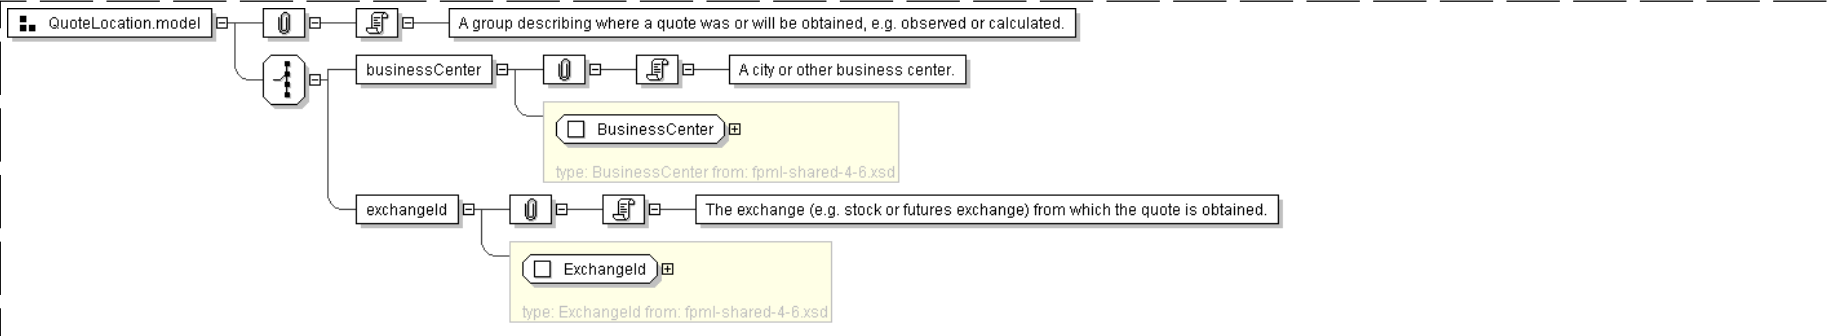 QuoteLocation.model
A group describing where a quote was or will be obtained, e.g. observed or calculated.
businessCenter
A city or other business center.
BusinessCenter
type: BusinessCenter from: fpml-shared-4-6.xsd
exchangeId
The exchange (e.g. stock or futures exchange) from which the quote is obtained.
ExchangeId
type: ExchangeId from: fpml-shared-4-6.xsd